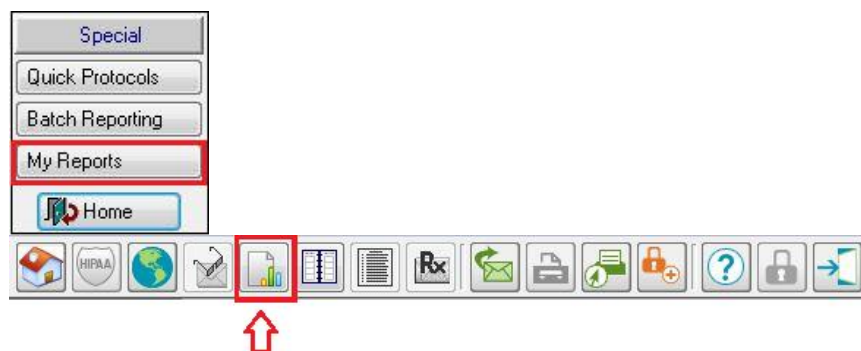 Special
Quick Protocols
Batch Reporting
My Reports
Home
HIPAA
Rx
?